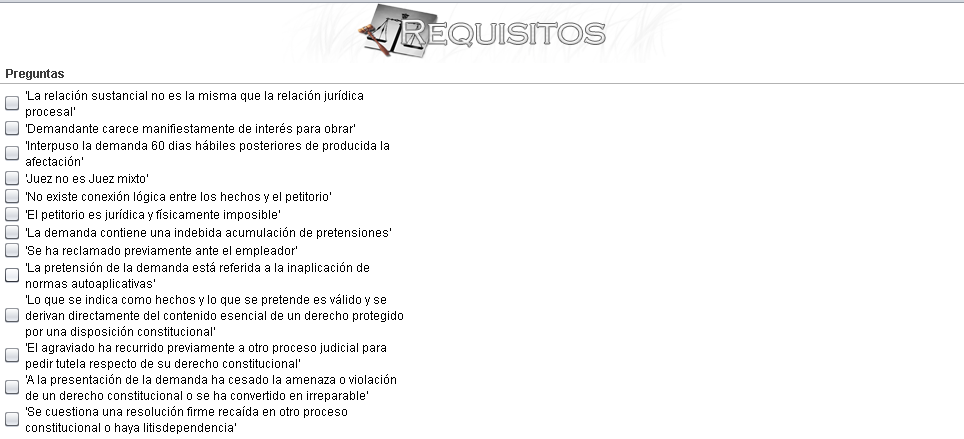 REQUISITOS
Preguntas
'La relación sustancial no es la misma que la relación jurídica
procesal'
'Demandante carece manifiestamente de interés para obrar'
'Interpuso la demanda 60 dias hábiles posteriores de producida la
afectación'
'Juez no es Juez mixto'
'No existe conexión lógica entre los hechos y el petitorio'
'El petitorio es jurídica y físicamente imposible'
'La demanda contiene una indebida acumulación de pretensiones'
'Se ha reclamado previamente ante el empleador'
'La pretensión de la demanda está referida a la inaplicación de
normas autoaplicativas'
'Lo que se indica como hechos y lo que se pretende es válido y se
derivan directamente del contenido esencial de un derecho protegido
por una disposición constitucional'
'El agraviado ha recurrido previamente a otro proceso judicial para
pedir tutela respecto de su derecho constitucional'
'A la presentación de la demanda ha cesado la amenaza o violación
de un derecho constitucional o se ha convertido en irreparable'
'Se cuestiona una resolución firme recaída en otro proceso
constitucional o haya litisdependencia'